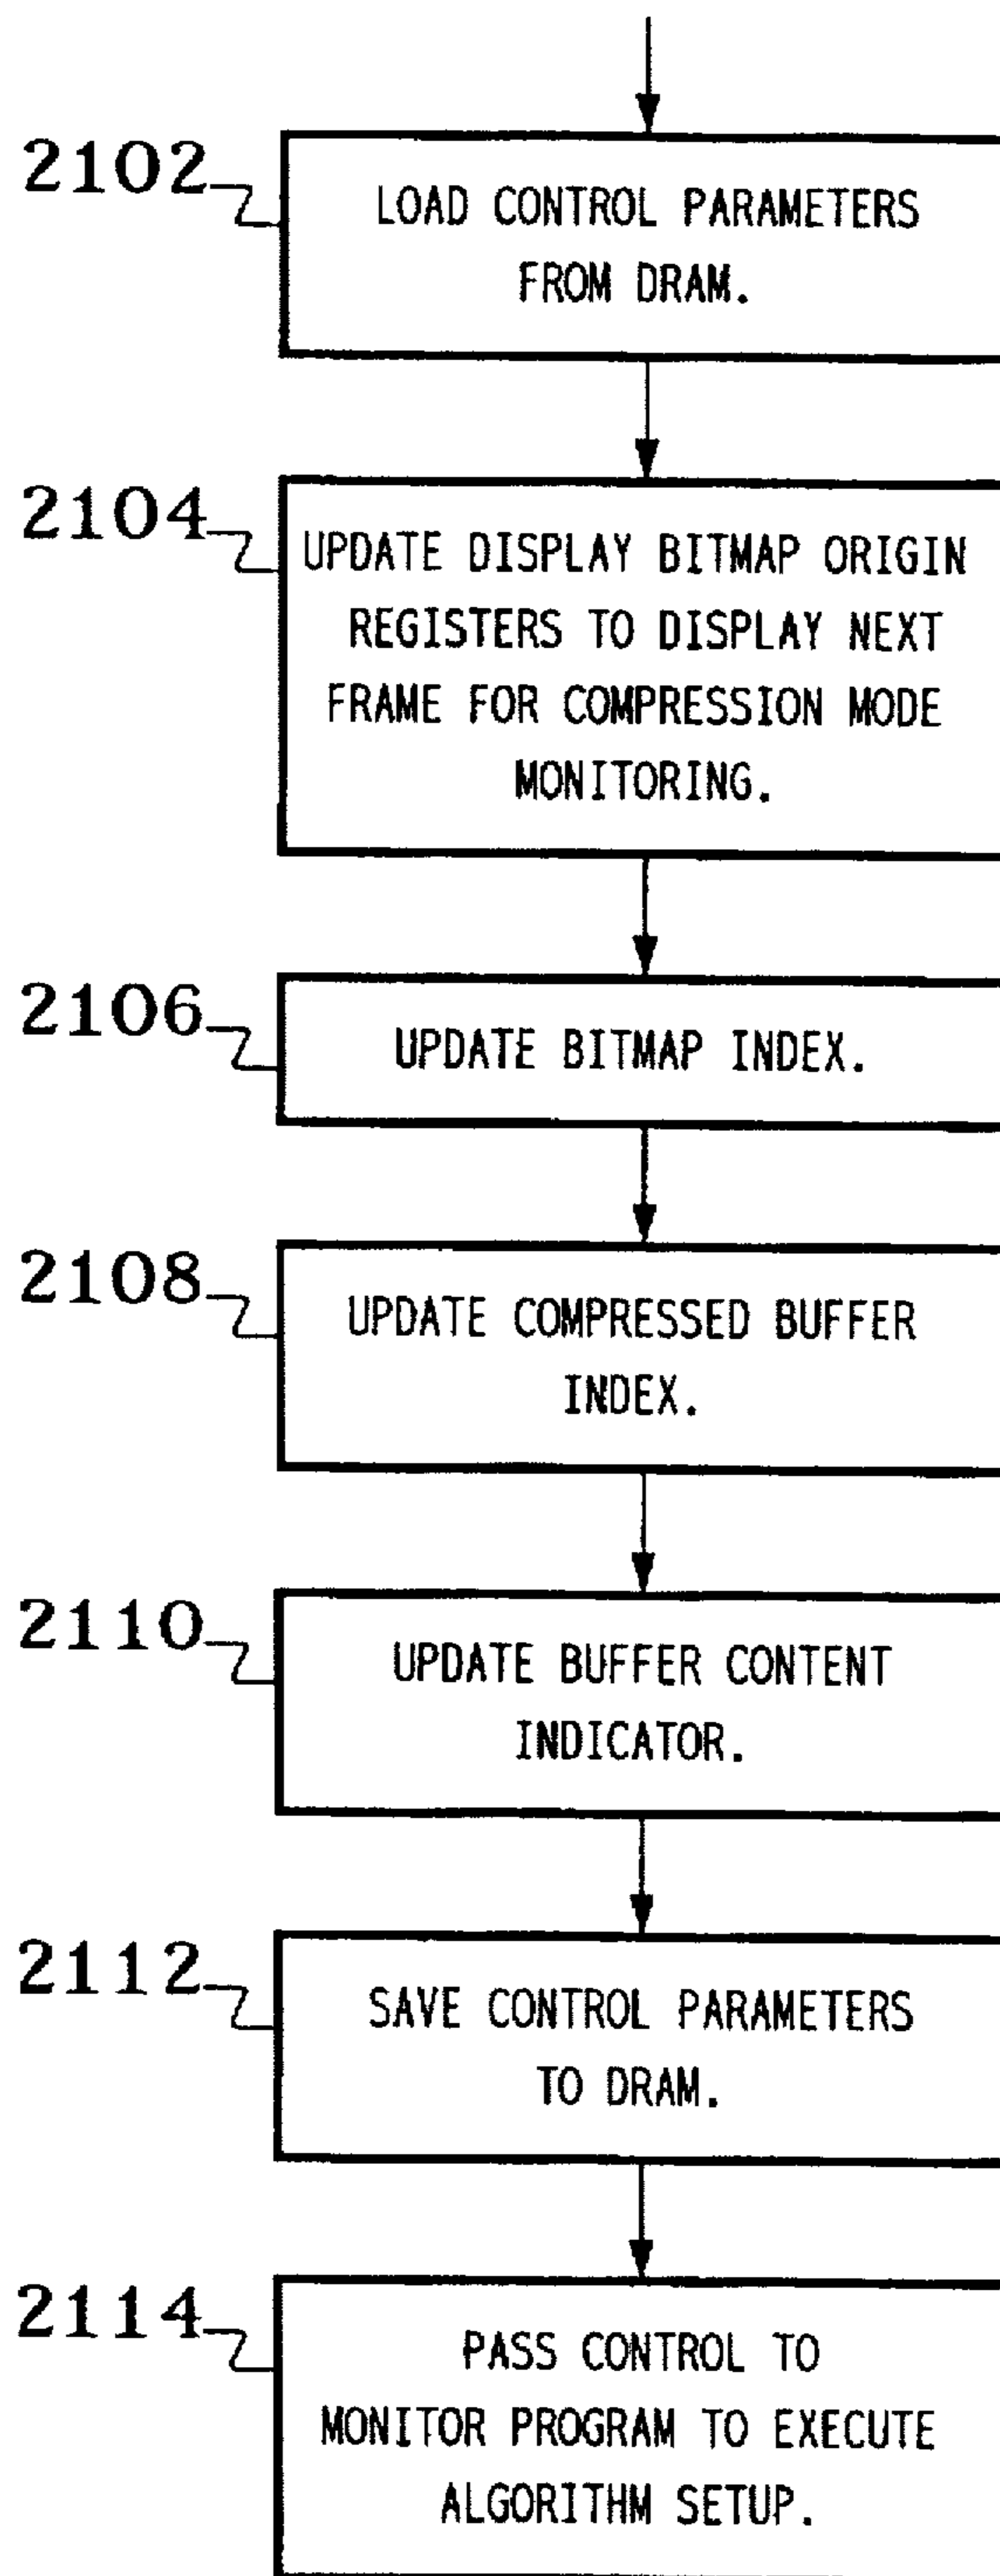 2102
LOAD CONTROL PARAMETERS
FROM DRAM.
2104
UPDATE DISPLAY BITMAP ORIGIN
REGISTERS TO DISPLAY NEXT
FRAME FOR COMPRESSION MODE
MONITORING.
2106
UPDATE BITMAP INDEX.
2108
UPDATE COMPRESSED BUFFER
INDEX.
2110
UPDATE BUFFER CONTENT
INDICATOR.
2112
SAVE CONTROL PARAMETERS
TO DRAM.
2114
PASS CONTROL TO
MONITOR PROGRAM TO EXECUTE
ALGORITHM SETUP.